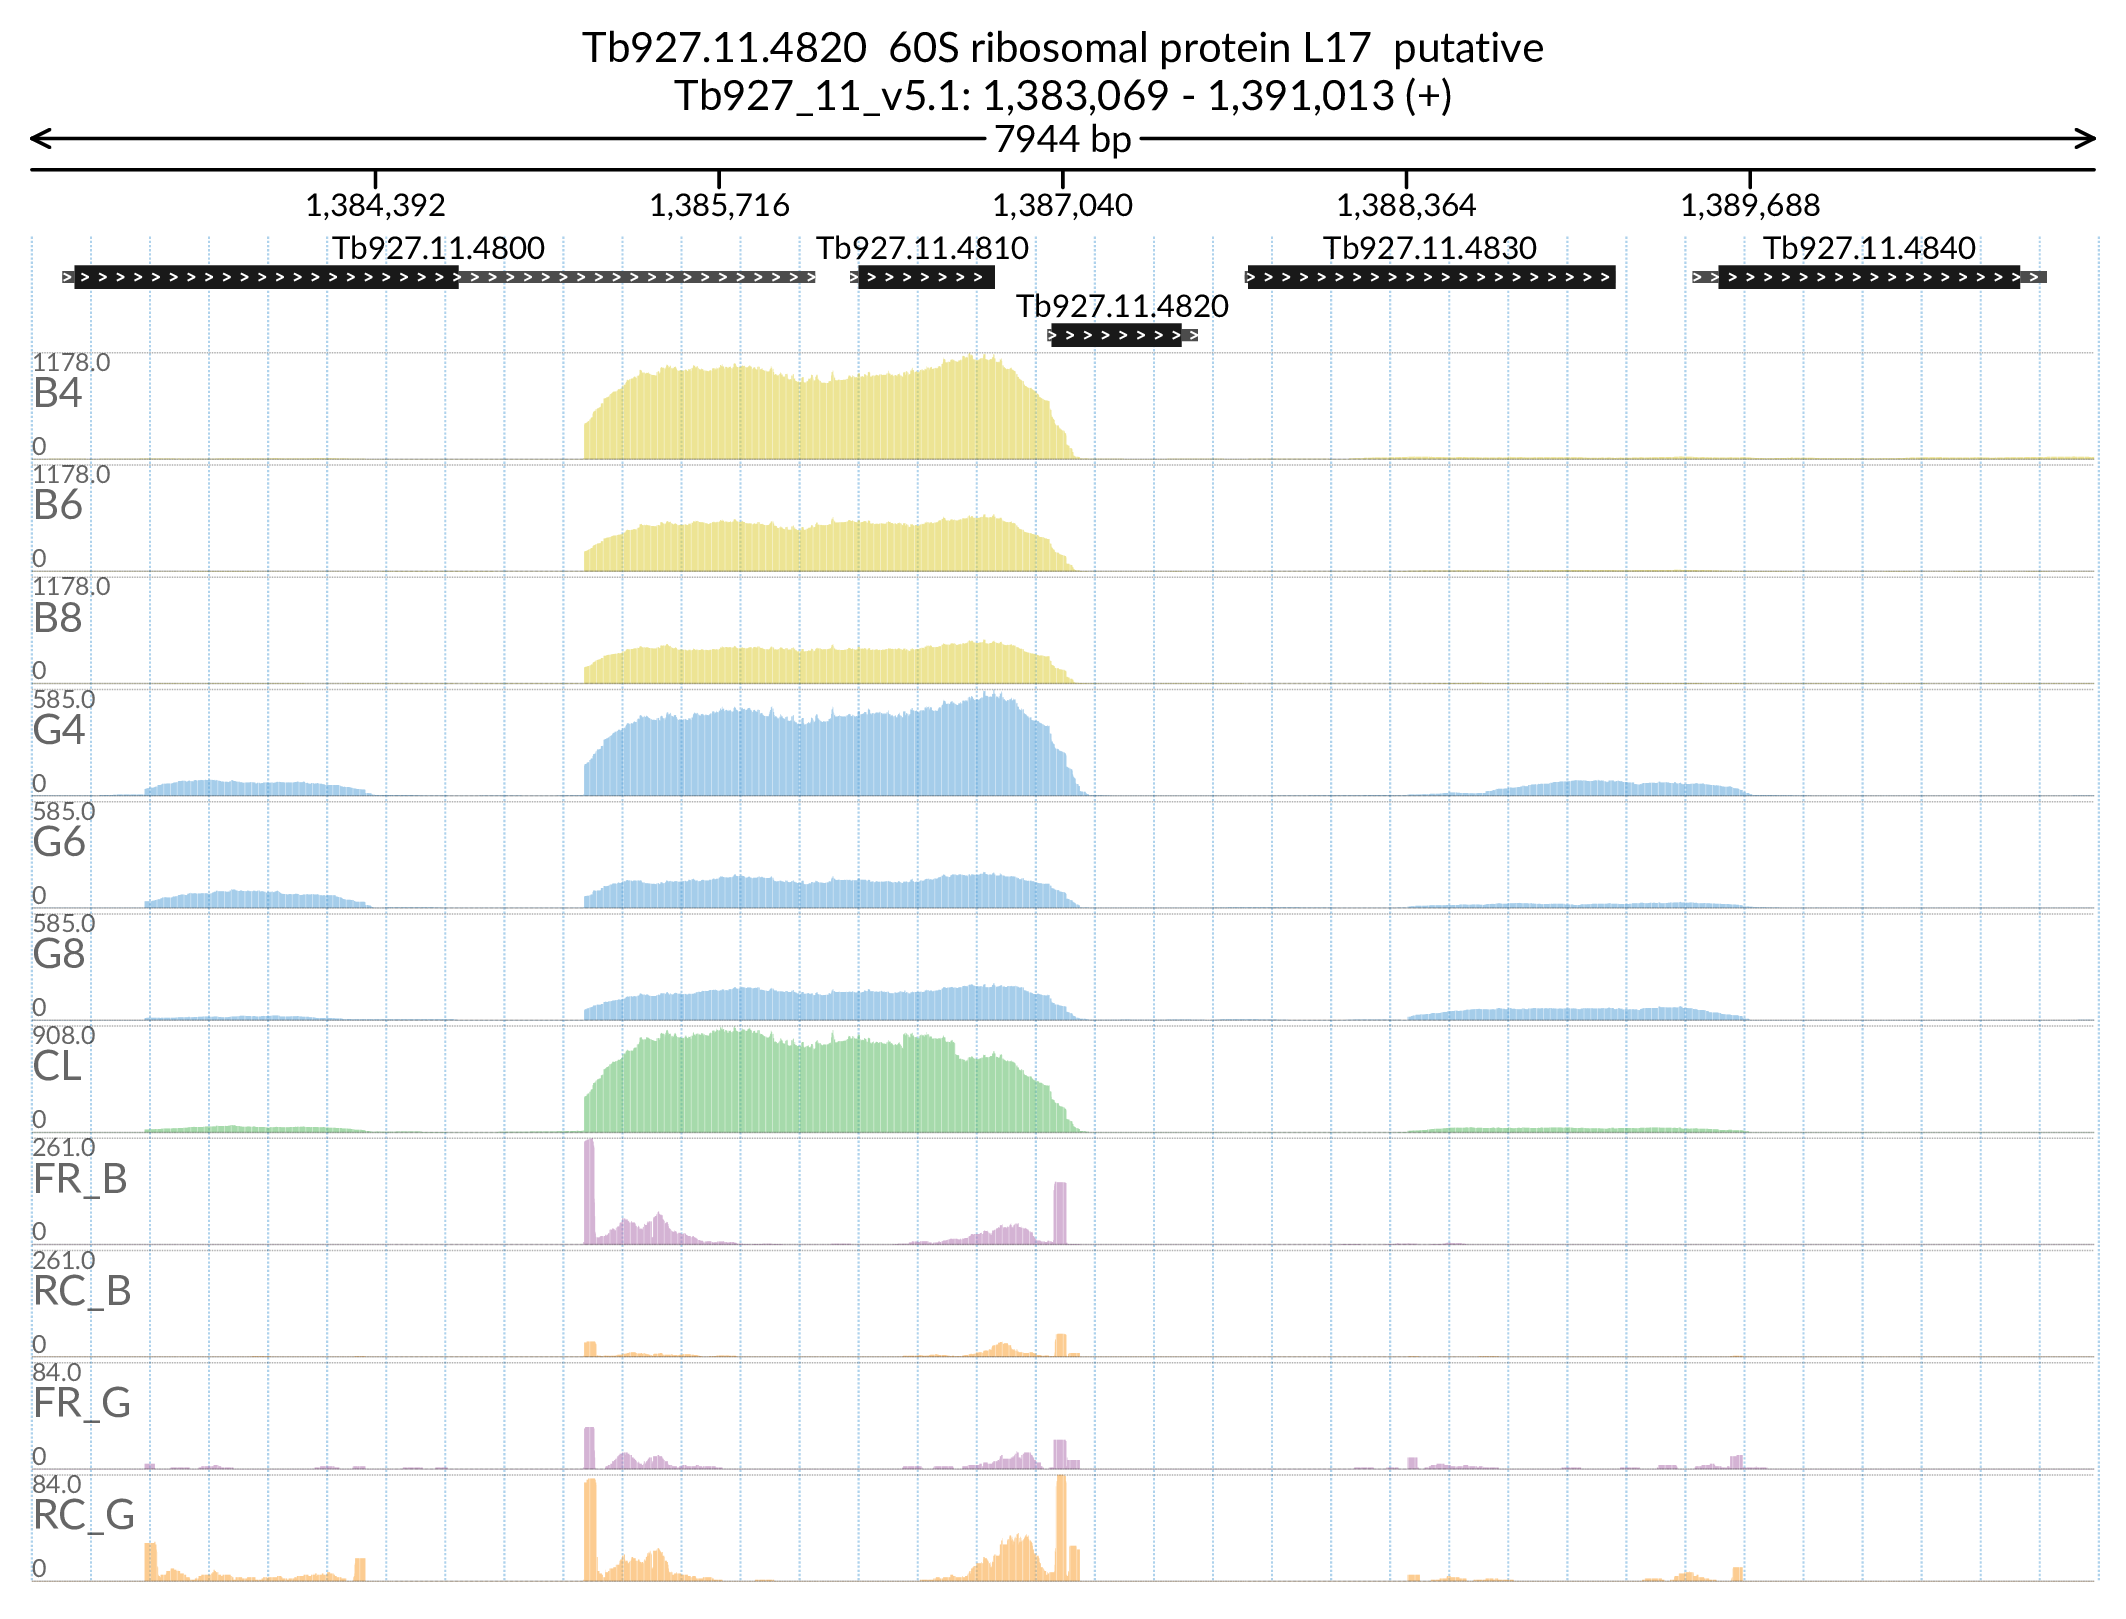 Tb927.11.4820  60S ribosomal protein L17  putative
Tb927_11_v5.1: 1,383,069 - 1,391,013 (+)
7944 bp
1,384,392 1,385,716 1,387,040 1,388,364 1,389,688
Tb927.11.4800 Tb927.11.4810 Tb927.11.4830 Tb927.11.4840
Tb927.11.4820
1178.0
B4
0
1178.0
B6
0
1178.0
B8
0
585.0
G4
0
585.0
G6
0
585.0
G8
0
908.0
CL
0
261.0
FR_B
0
261.0
RC_B
0
84.0
FR_G
0
84.0
RC_G
0